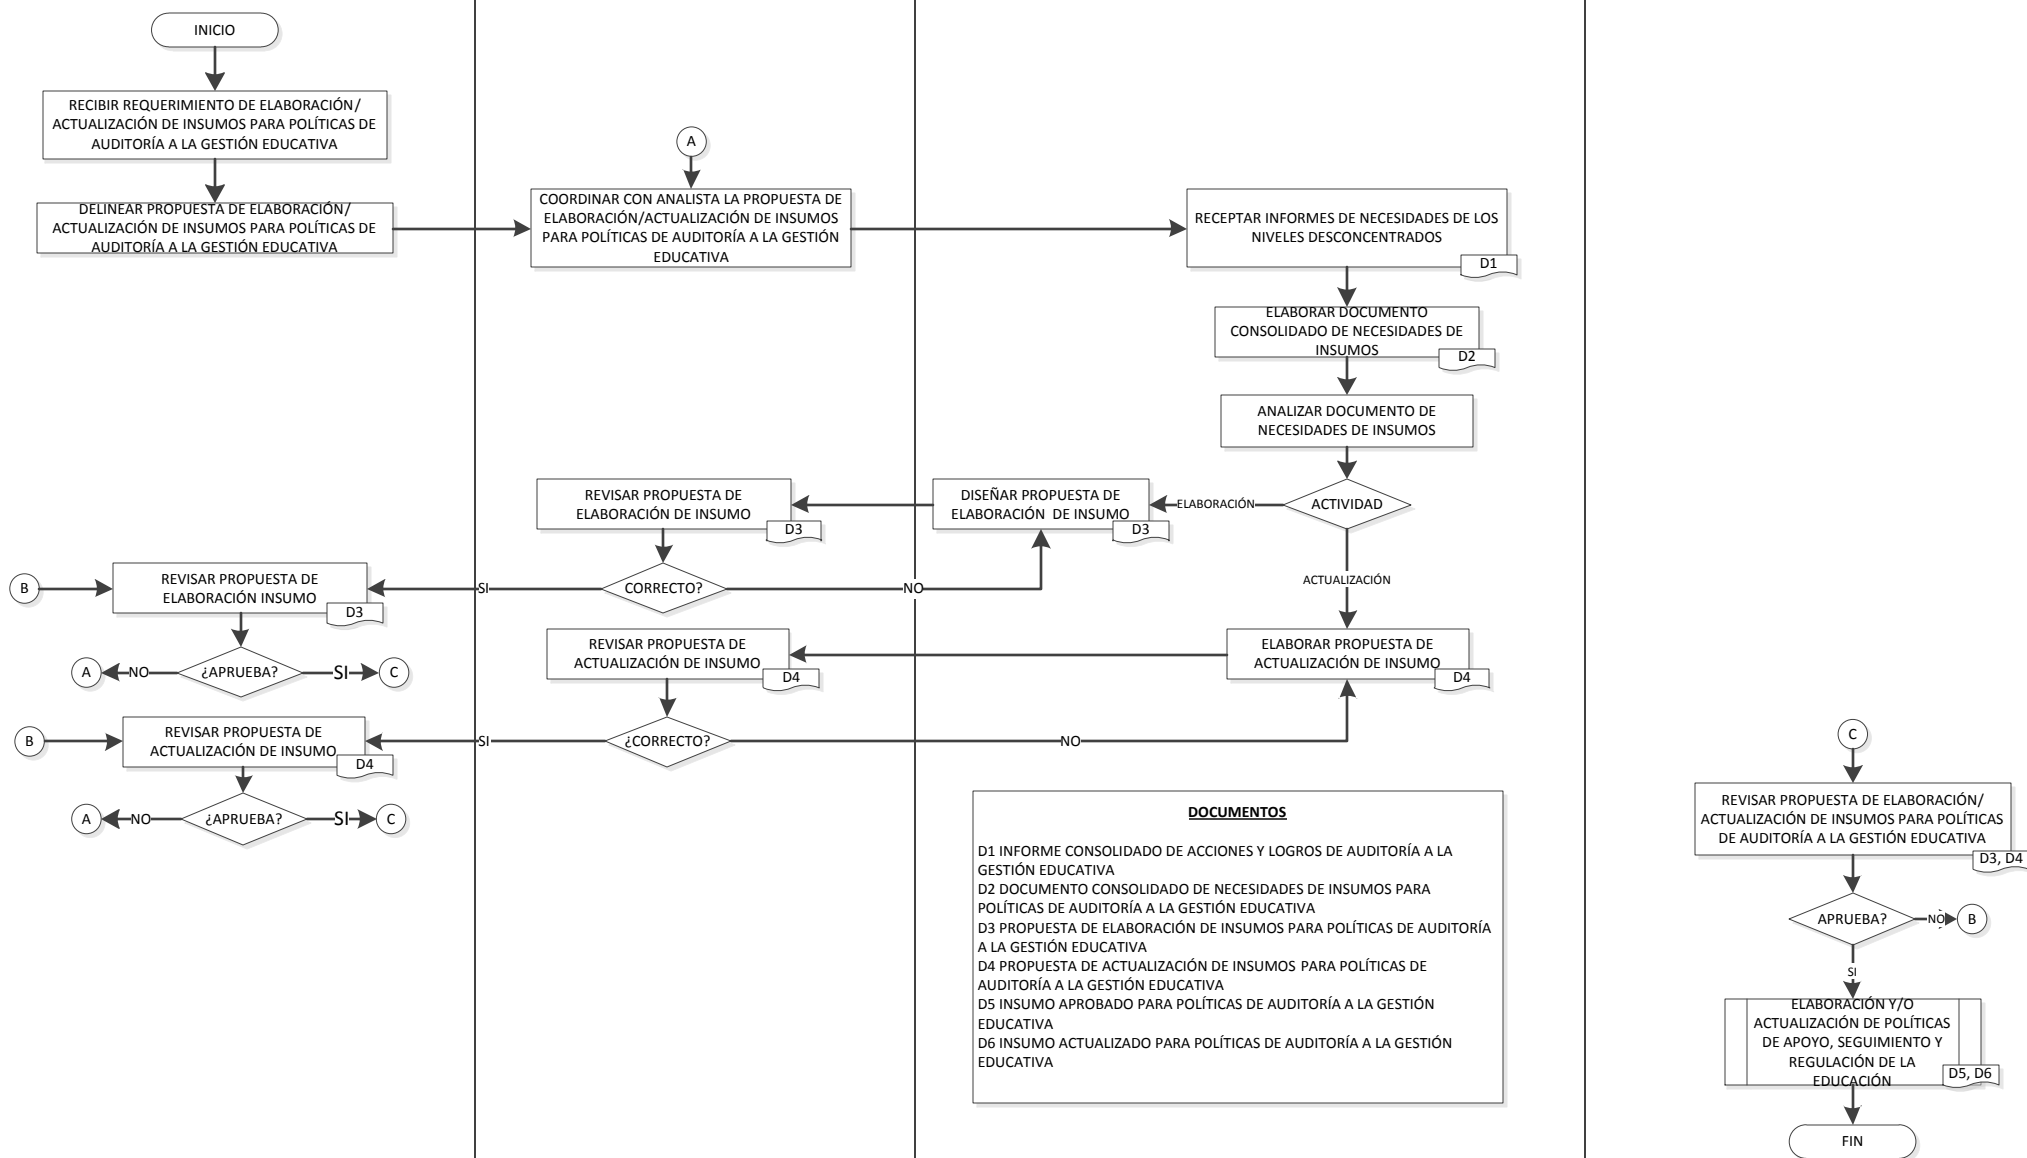 INICIO
RECIBIR REQUERIMIENTO DE ELABORACIÓN/
ACTUALIZACIÓN DE INSUMOS PARA POLÍTICAS DE
AUDITORÍA A LA GESTIÓN EDUCATIVA
DELINEAR PROPUESTA DE ELABORACIÓN/
ACTUALIZACIÓN DE INSUMOS PARA POLÍTICAS DE
AUDITORÍA A LA GESTIÓN EDUCATIVA
A
COORDINAR CON ANALISTA LA PROPUESTA DE
ELABORACIÓN/ACTUALIZACIÓN DE INSUMOS
PARA POLÍTICAS DE AUDITORÍA A LA GESTIÓN
EDUCATIVA
RECEPTAR INFORMES DE NECESIDADES DE LOS
NIVELES DESCONCENTRADOS
D1
ELABORAR DOCUMENTO
CONSOLIDADO DE NECESIDADES DE
INSUMOS
D2
ANALIZAR DOCUMENTO DE
NECESIDADES DE INSUMOS
ACTIVIDAD
ELABORACIÓN
DISEÑAR PROPUESTA DE
ELABORACIÓN DE INSUMO
D3
REVISAR PROPUESTA DE
ELABORACIÓN DE INSUMO
D3
CORRECTO?
NO
SI
B
REVISAR PROPUESTA DE
ELABORACIÓN INSUMO
D3
¿APRUEBA?
NO
A
SI
C
ACTUALIZACIÓN
ELABORAR PROPUESTA DE
ACTUALIZACIÓN DE INSUMO
D4
REVISAR PROPUESTA DE
ACTUALIZACIÓN DE INSUMO
D4
¿CORRECTO?
NO
SI
B
REVISAR PROPUESTA DE
ACTUALIZACIÓN DE INSUMO
D4
¿APRUEBA?
NO
A
SI
C
DOCUMENTOS
D1 INFORME CONSOLIDADO DE ACCIONES Y LOGROS DE AUDITORÍA A LA
GESTIÓN EDUCATIVA
D2 DOCUMENTO CONSOLIDADO DE NECESIDADES DE INSUMOS PARA
POLÍTICAS DE AUDITORÍA A LA GESTIÓN EDUCATIVA
D3 PROPUESTA DE ELABORACIÓN DE INSUMOS PARA POLÍTICAS DE AUDITORÍA
A LA GESTIÓN EDUCATIVA
D4 PROPUESTA DE ACTUALIZACIÓN DE INSUMOS PARA POLÍTICAS DE
AUDITORÍA A LA GESTIÓN EDUCATIVA
D5 INSUMO APROBADO PARA POLÍTICAS DE AUDITORÍA A LA GESTIÓN
EDUCATIVA
D6 INSUMO ACTUALIZADO PARA POLÍTICAS DE AUDITORÍA A LA GESTIÓN
EDUCATIVA
C
REVISAR PROPUESTA DE ELABORACIÓN/
ACTUALIZACIÓN DE INSUMOS PARA POLÍTICAS
DE AUDITORÍA A LA GESTIÓN EDUCATIVA
D3, D4
APRUEBA?
NO
B
SI
ELABORACIÓN Y/O
ACTUALIZACIÓN DE POLÍTICAS
DE APOYO, SEGUIMIENTO Y
REGULACIÓN DE LA
EDUCACIÓN
D5, D6
FIN